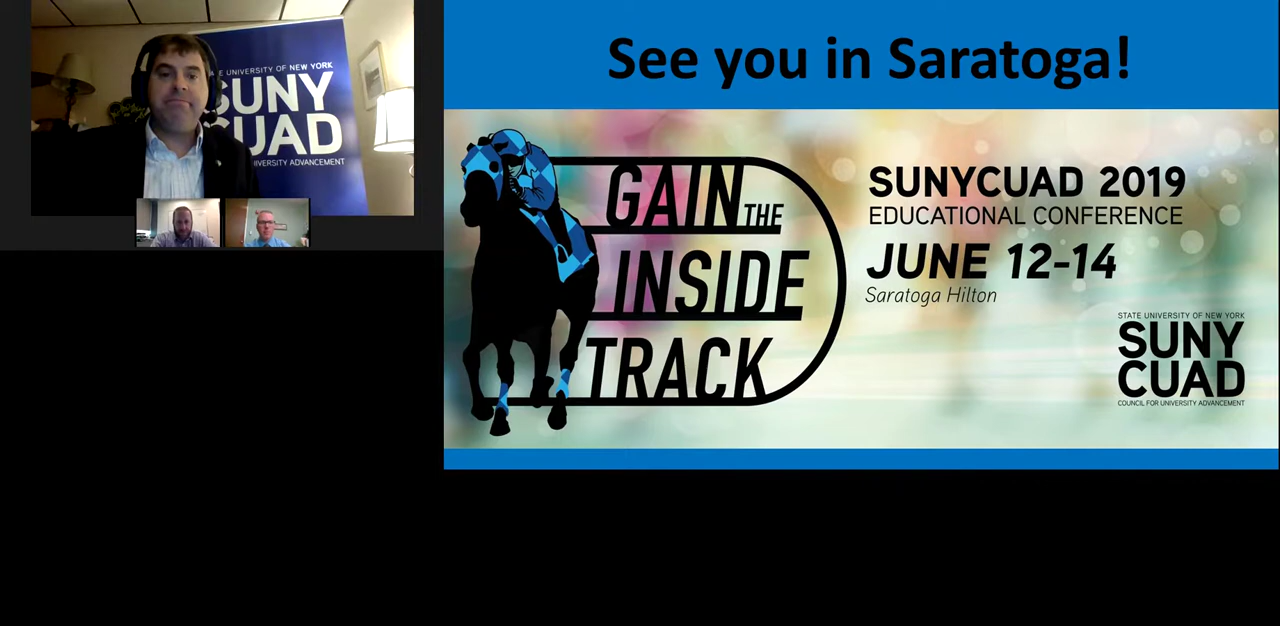 E UNIVERSITY OF NEW YORK
SUNY
CUAD
IVERSITY ADVANCEMENT
See you in Saratoga!
GAIN THE
INSIDE
TRACK
SUNYCUAD 2019
EDUCATIONAL CONFERENCE
JUNE 12-14
Saratoga Hilton
STATE UNIVERSITY OF NEW YORK
SUNY
CUAD
COUNCIL FOR UNIVERSITY ADVANCEMENT